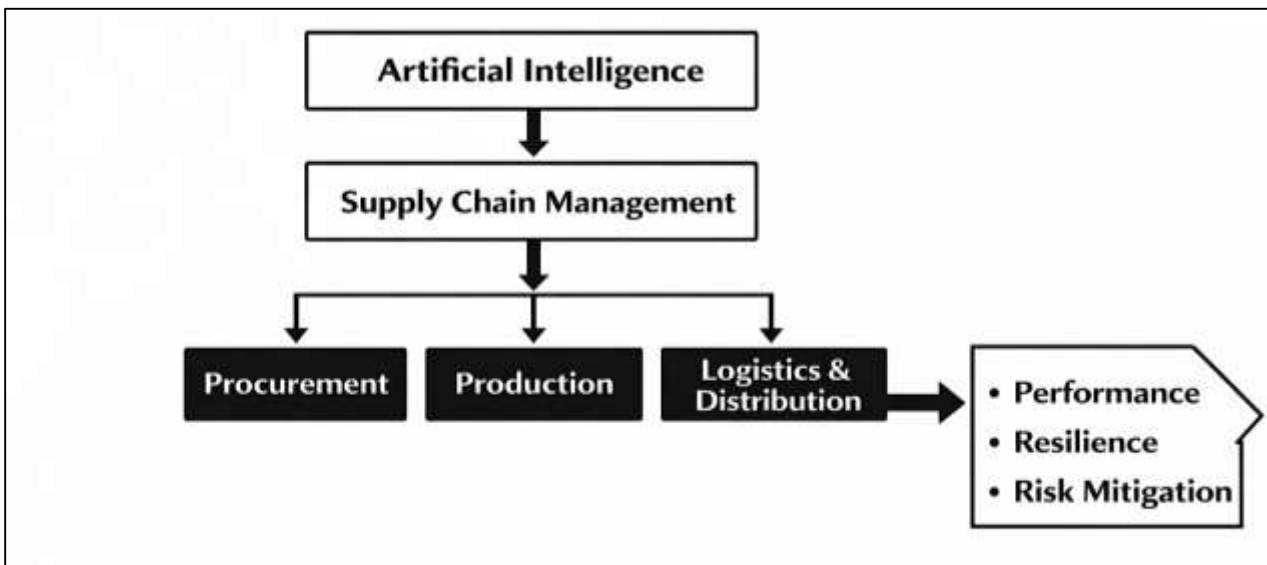 Artificial Intelligence
Supply Chain Management
Procurement
Production
Logistics &
Distribution
• Performance
• Resilience
• Risk Mitigation